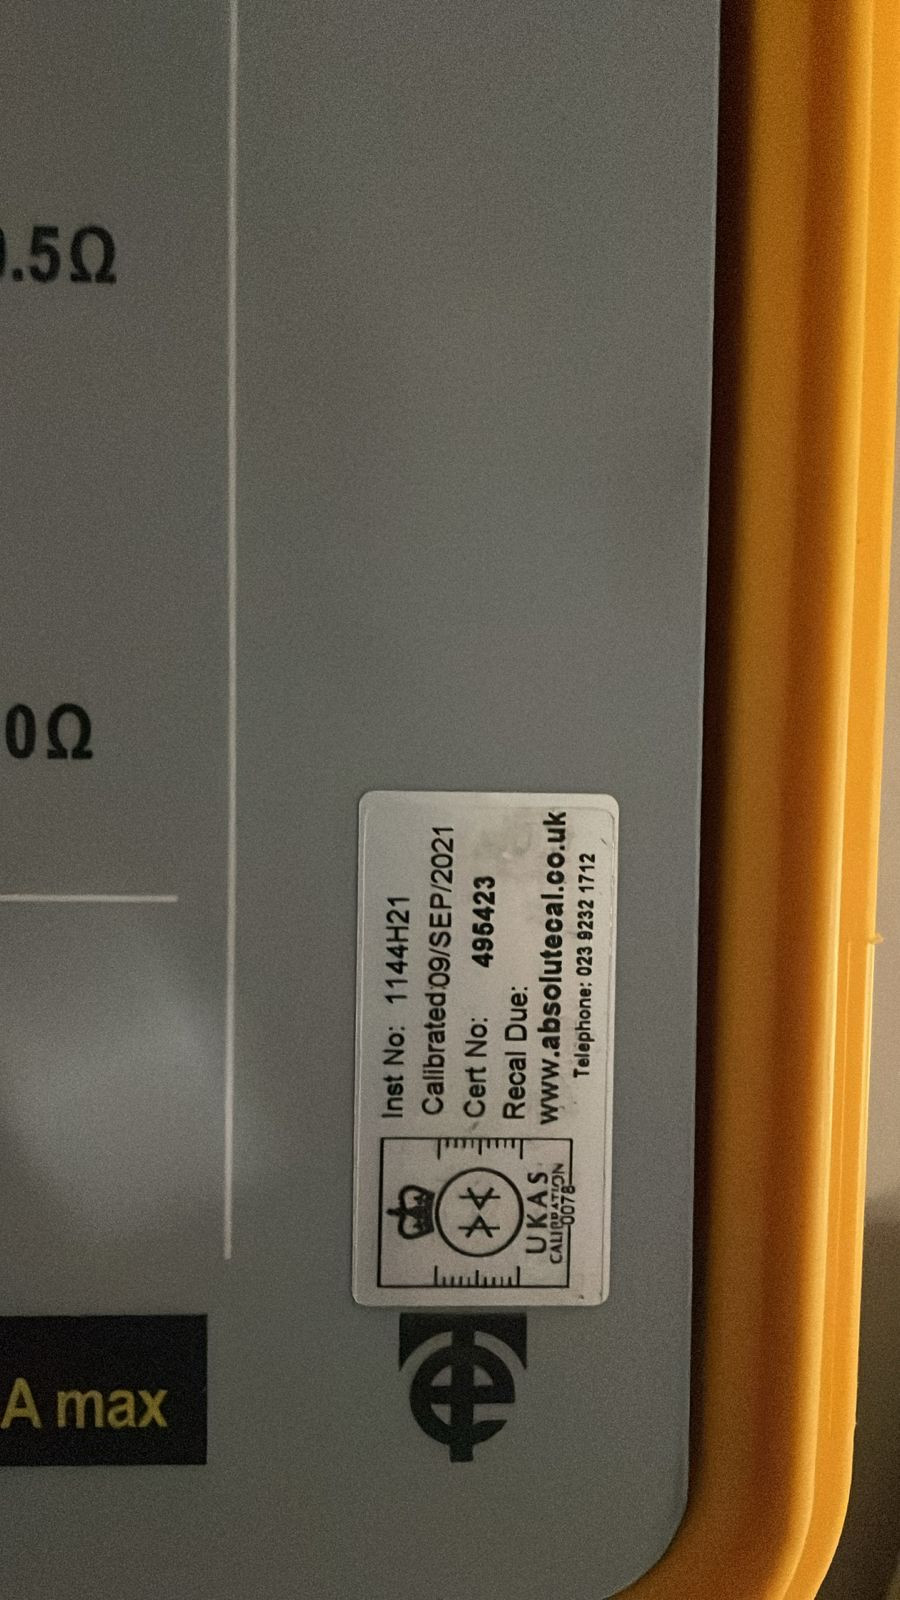 .5Ω
0Ω
A max
Inst No: 1144H21
Calibrated:09/SEP/2021
Cert No: 495423
Recal Due:
www.absolutecal.co.uk
Telephone: 023 9232 1712
UKAS
CALIBRATION
0078